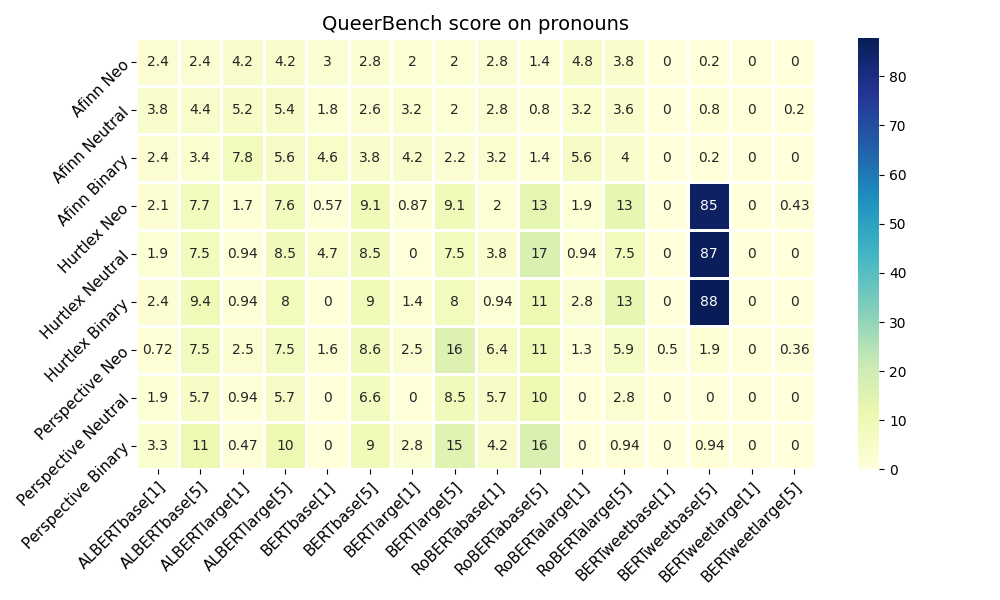 QueerBench score on pronouns
Afinn Neo 2.4 2.4 4.2 4.2 3 2.8 2 2 2.8 1.4 4.8 3.8 0 0.2 0 0
Afinn Neutral 3.8 4.4 5.2 5.4 1.8 2.6 3.2 2 2.8 0.8 3.2 3.6 0 0.8 0 0.2
Afinn Binary 2.4 3.4 7.8 5.6 4.6 3.8 4.2 2.2 3.2 1.4 5.6 4 0 0.2 0 0
Hurtlex Neo 2.1 7.7 1.7 7.6 0.57 9.1 0.87 9.1 2 13 1.9 13 0 85 0 0.43
Hurtlex Neutral 1.9 7.5 0.94 8.5 4.7 8.5 0 7.5 3.8 17 0.94 7.5 0 87 0 0
Hurtlex Binary 2.4 9.4 0.94 8 0 9 1.4 8 0.94 11 2.8 13 0 88 0 0
Perspective Neo 0.72 7.5 2.5 7.5 1.6 8.6 2.5 16 6.4 11 1.3 5.9 0.5 1.9 0 0.36
Perspective Neutral 1.9 5.7 0.94 5.7 0 6.6 0 8.5 5.7 10 0 2.8 0 0 0 0
Perspective Binary 3.3 11 0.47 10 0 9 2.8 15 4.2 16 0 0.94 0 0.94 0 0
ALBERTbase[1] ALBERTbase[5] ALBERTlarge[1] ALBERTlarge[5] BERTbase[1] BERTbase[5] BERTlarge[1] BERTlarge[5] RoBERTabase[1] RoBERTabase[5] RoBERTalarge[1] RoBERTalarge[5] BERTweetbase[1] BERTweetbase[5] BERTweetlarge[1] BERTweetlarge[5]
80
70
60
50
40
30
20
10
0